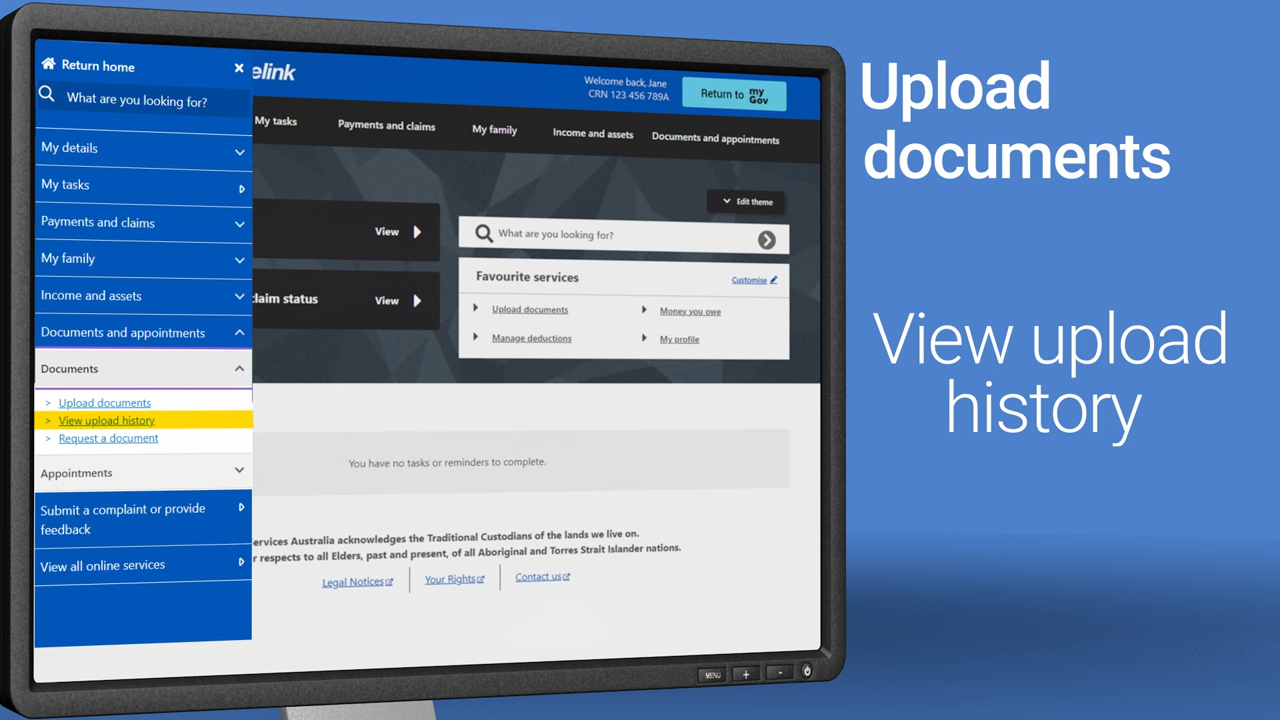 Return home
What are you looking for?
My details
My tasks
Payments and claims
My family
Income and assets
Documents and appointments
Documents
> Upload documents
> View upload history
> Request a document
Appointments
Submit a complaint or provide
feedback
View all online services
elink
Welcome back, Jane
CRN 123 456 789A
Return to my
Gov
My tasks
Payments and claims
My family
Income and assets
Documents and appointments
Edit theme
View
laim status
View
What are you looking for?
Favourite services
Customise
Upload documents
Money you owe
Manage deductions
My profile
You have no tasks or reminders to complete.
ervices Australia acknowledges the Traditional Custodians of the lands we live on.
r respects to all Elders, past and present, of all Aboriginal and Torres Strait Islander nations.
Legal Notices
Your Rights
Contact us
MENU
+
-
Upload
documents
View upload
history